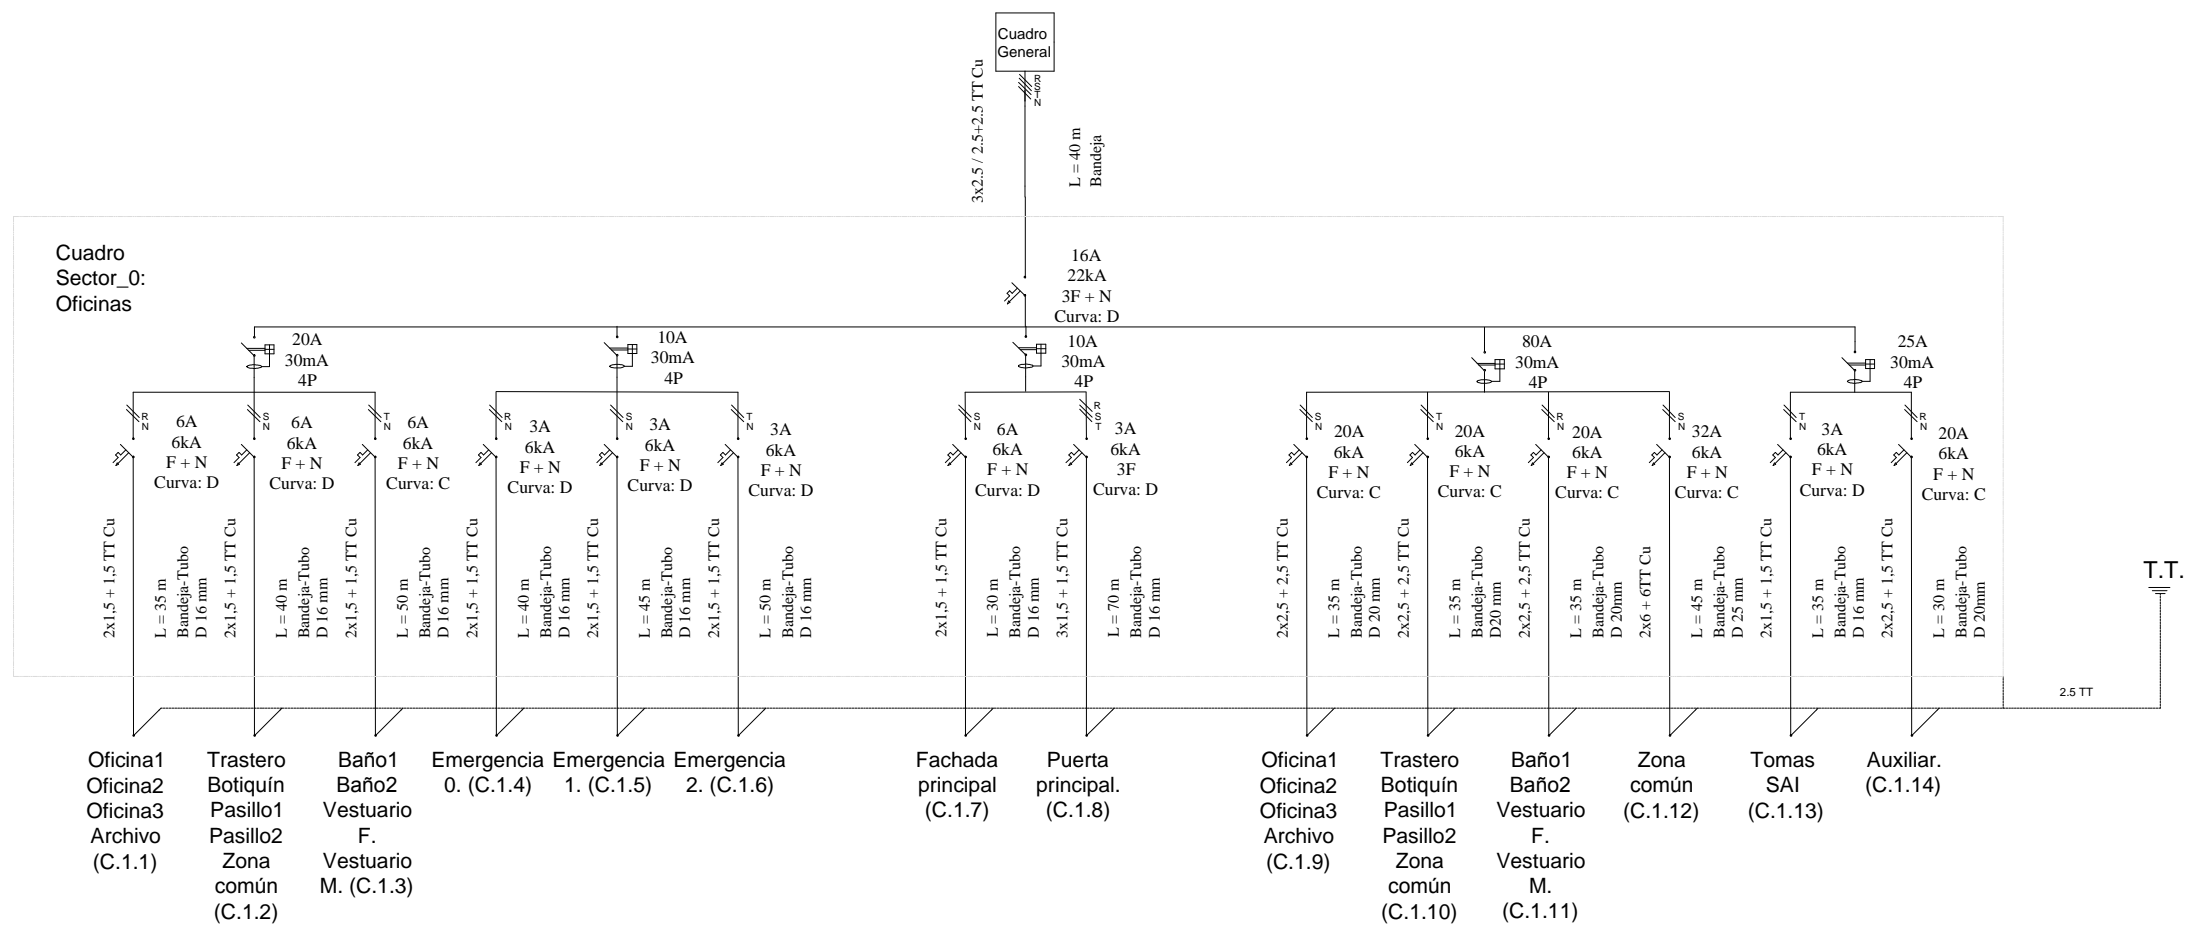 Cuadro
General
R
S
T
N
3x2.5 / 2.5+2.5 TT Cu
L = 40 m
Bandeja
Cuadro
Sector_0:
Oficinas
16A
22kA
3F + N
Curva: D
20A
30mA
4P
10A
30mA
4P
10A
30mA
4P
80A
30mA
4P
25A
30mA
4P
R
N
6A
6kA
F + N
Curva: D
S
N
6A
6kA
F + N
Curva: D
T
N
6A
6kA
F + N
Curva: C
R
N
3A
6kA
F + N
Curva: D
S
N
3A
6kA
F + N
Curva: D
T
N
3A
6kA
F + N
Curva: D
S
N
6A
6kA
F + N
Curva: D
R
S
T
3A
6kA
3F
Curva: D
S
N
20A
6kA
F + N
Curva: C
T
N
20A
6kA
F + N
Curva: C
R
N
20A
6kA
F + N
Curva: C
S
N
32A
6kA
F + N
Curva: C
T
N
3A
6kA
F + N
Curva: D
R
N
20A
6kA
F + N
Curva: C
2x1,5 + 1,5 TT Cu
L = 35 m
Bandeja-Tubo
D 16 mm
2x1,5 + 1,5 TT Cu
L = 40 m
Bandeja-Tubo
D 16 mm
2x1,5 + 1,5 TT Cu
L = 50 m
Bandeja-Tubo
D 16 mm
2x1,5 + 1,5 TT Cu
L = 40 m
Bandeja-Tubo
D 16 mm
2x1,5 + 1,5 TT Cu
L = 45 m
Bandeja-Tubo
D 16 mm
2x1,5 + 1,5 TT Cu
L = 50 m
Bandeja-Tubo
D 16 mm
2x1,5 + 1,5 TT Cu
L = 30 m
Bandeja-Tubo
D 16 mm
3x1,5 + 1,5 TT Cu
L = 70 m
Bandeja-Tubo
D 16 mm
2x2,5 + 2,5 TT Cu
L = 35 m
Bandeja-Tubo
D 20 mm
2x2,5 + 2,5 TT Cu
L = 35 m
Bandeja-Tubo
D20 mm
2x2,5 + 2,5 TT Cu
L = 35 m
Bandeja-Tubo
D 20mm
2x6 + 6TT Cu
L = 45 m
Bandeja-Tubo
D 25 mm
2x1,5 + 1,5 TT Cu
L = 35 m
Bandeja-Tubo
D 16 mm
2x2,5 + 1,5 TT Cu
L = 30 m
Bandeja-Tubo
D 20mm
T.T.
2.5 TT
Oficina1
Oficina2
Oficina3
Archivo
(C.1.1)
Trastero
Botiquín
Pasillo1
Pasillo2
Zona
común
(C.1.2)
Baño1
Baño2
Vestuario
F.
Vestuario
M. (C.1.3)
Emergencia
0. (C.1.4)
Emergencia
1. (C.1.5)
Emergencia
2. (C.1.6)
Fachada
principal
(C.1.7)
Puerta
principal.
(C.1.8)
Oficina1
Oficina2
Oficina3
Archivo
(C.1.9)
Trastero
Botiquín
Pasillo1
Pasillo2
Zona
común
(C.1.10)
Baño1
Baño2
Vestuario
F.
Vestuario
M.
(C.1.11)
Zona
común
(C.1.12)
Tomas
SAI
(C.1.13)
Auxiliar.
(C.1.14)